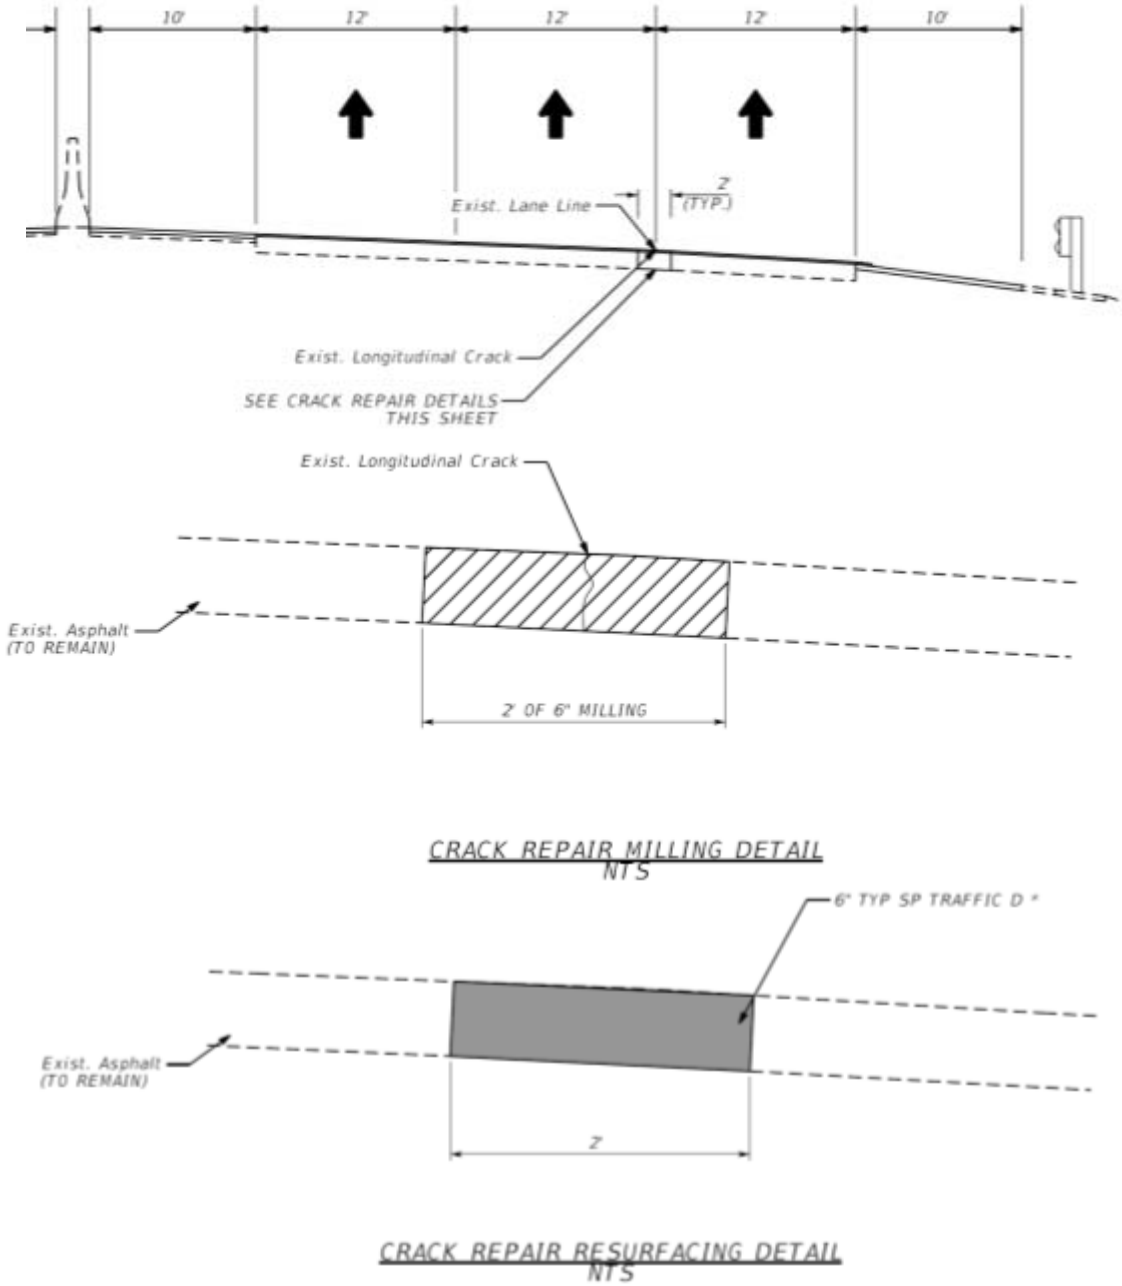 10' 12' 12' 12' 10'
2'
(TYP.)
Exist. Lane Line
Exist. Longitudinal Crack
SEE CRACK REPAIR DETAILS
THIS SHEET
Exist. Longitudinal Crack
Exist. Asphalt
(TO REMAIN)
2' OF 6" MILLING
CRACK REPAIR MILLING DETAIL
NTS
6" TYP SP TRAFFIC D *
Exist. Asphalt
(TO REMAIN)
2'
CRACK REPAIR RESURFACING DETAIL
NTS